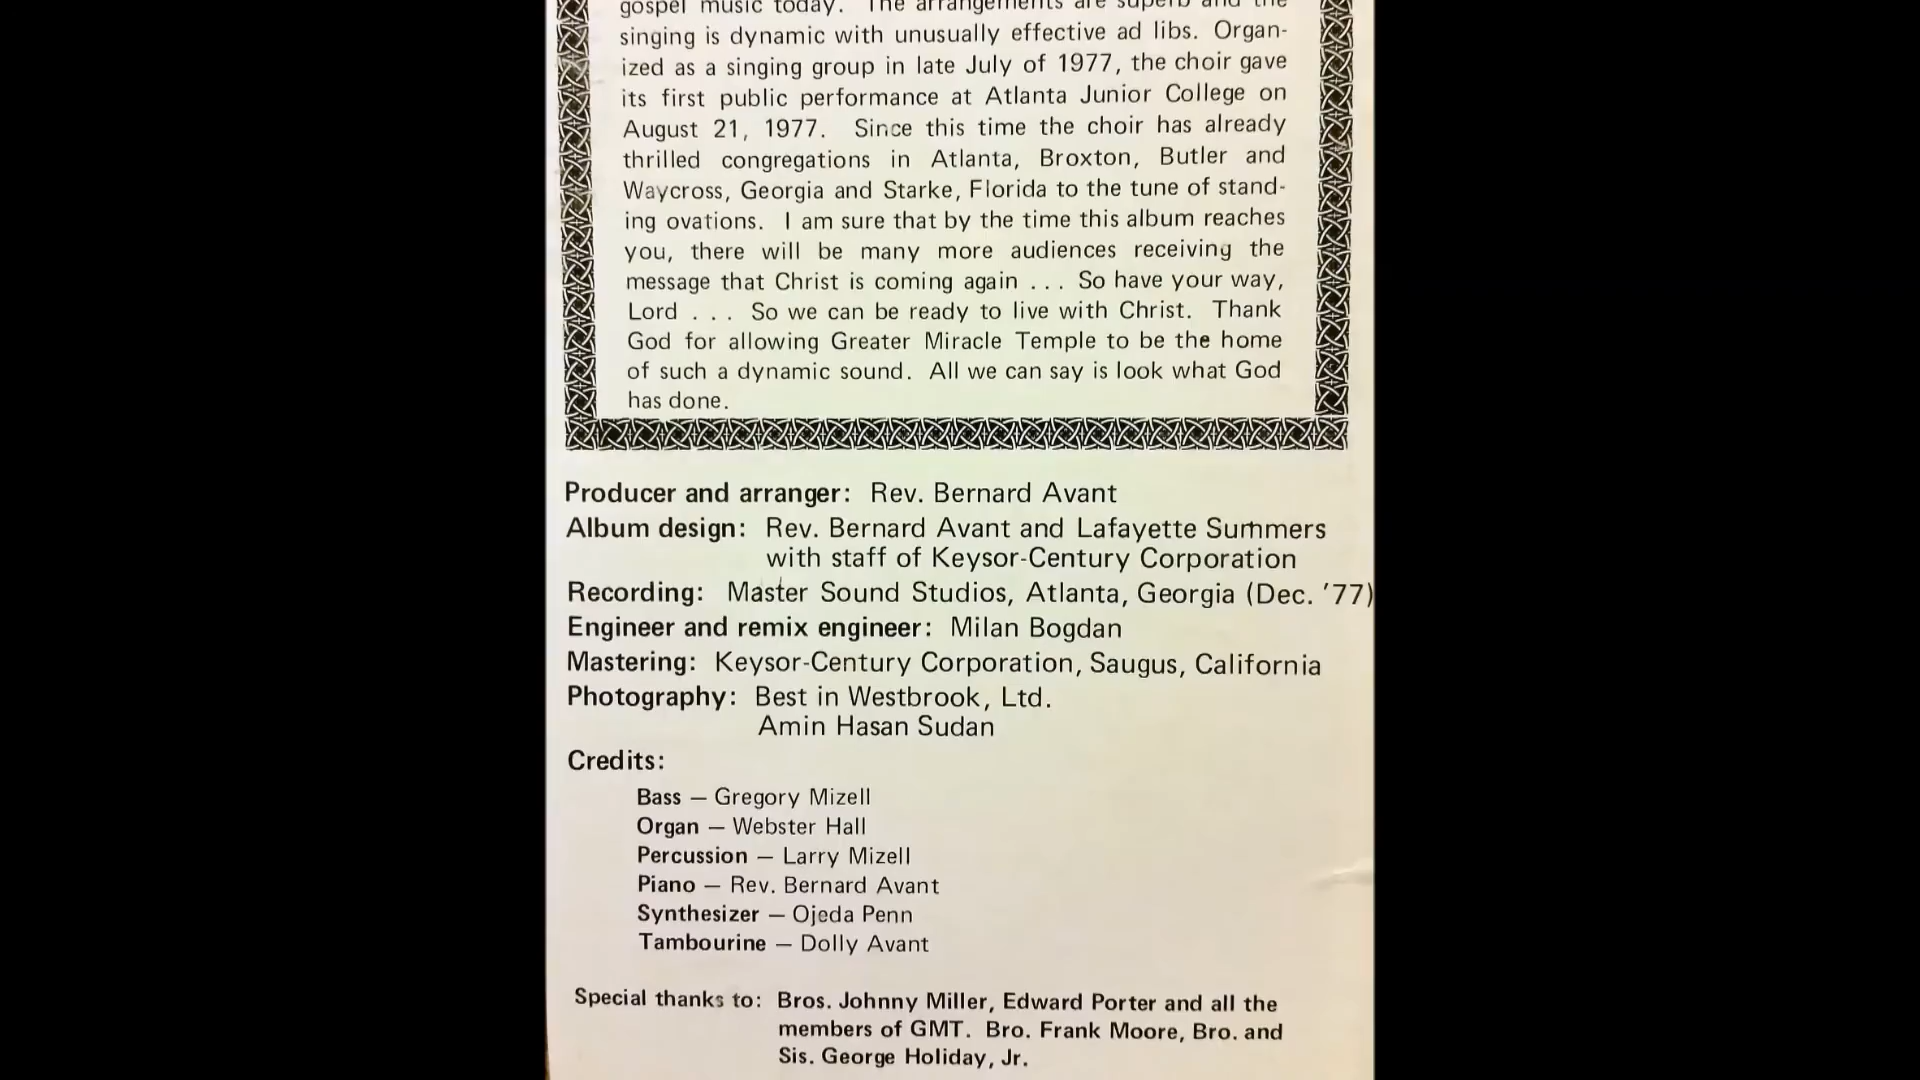 gospel music today. The arrangements are superb and the
singing is dynamic with unusually effective ad libs. Organ-
ized as a singing group in late July of 1977, the choir gave
its first public performance at Atlanta Junior College on
August 21, 1977. Since this time the choir has already
thrilled congregations in Atlanta, Broxton, Butler and
Waycross, Georgia and Starke, Florida to the tune of stand-
ing ovations. I am sure that by the time this album reaches
you, there will be many more audiences receiving the
message that Christ is coming again . . . So have your way,
Lord . . . So we can be ready to live with Christ. Thank
God for allowing Greater Miracle Temple to be the home
of such a dynamic sound. All we can say is look what God
has done.
Producer and arranger: Rev. Bernard Avant
Album design: Rev. Bernard Avant and Lafayette Summers
with staff of Keysor-Century Corporation
Recording: Master Sound Studios, Atlanta, Georgia (Dec. '77)
Engineer and remix engineer: Milan Bogdan
Mastering: Keysor-Century Corporation, Saugus, California
Photography: Best in Westbrook, Ltd.
Amin Hasan Sudan
Credits:
Bass — Gregory Mizell
Organ — Webster Hall
Percussion — Larry Mizell
Piano — Rev. Bernard Avant
Synthesizer — Ojeda Penn
Tambourine — Dolly Avant
Special thanks to: Bros. Johnny Miller, Edward Porter and all the
members of GMT. Bro. Frank Moore, Bro. and
Sis. George Holiday, Jr.